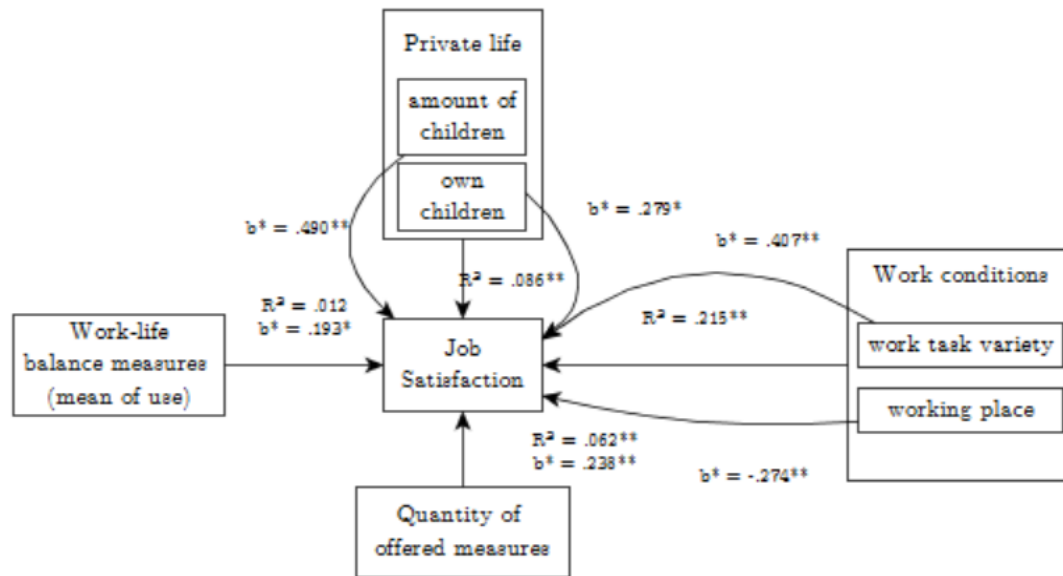 Private life
amount of
children
own
children
b* = .490**
b* = .279*
b* = .407**
R² = .086**
Work conditions
R² = .012
b* = .193*
R² = .215**
Work-life
balance measures
(mean of use)
Job
Satisfaction
work task variety
working place
R² = .062**
b* = .238**
b* = -.274**
Quantity of
offered measures